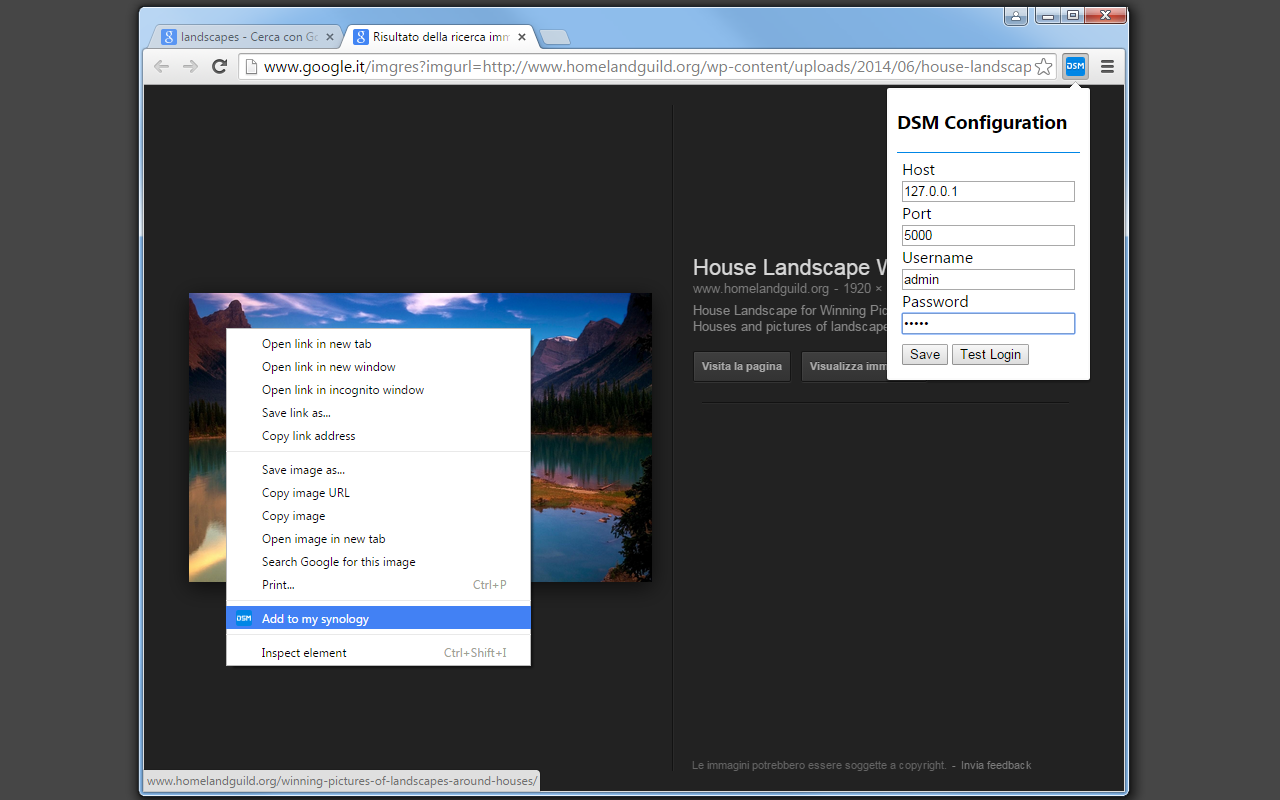 landscapes - Cerca con Go
Risultato della ricerca imm
www.google.it/imgres?imgurl=http://www.homelandguild.org/wp-content/uploads/2014/06/house-landscap
DSM
DSM Configuration
Host
127.0.0.1
Port
5000
Username
admin
Password
•••••
Save Test Login
House Landscape W
www.homelandguild.org - 1920 ×
House Landscape for Winning Pic
Houses and pictures of landscape
Visita la pagina Visualizza imm
Open link in new tab
Open link in new window
Open link in incognito window
Save link as...
Copy link address
Save image as...
Copy image URL
Copy image
Open image in new tab
Search Google for this image
Print... Ctrl+P
DSM Add to my synology
Inspect element Ctrl+Shift+I
Le immagini potrebbero essere soggette a copyright. - Invia feedback
www.homelandguild.org/winning-pictures-of-landscapes-around-houses/